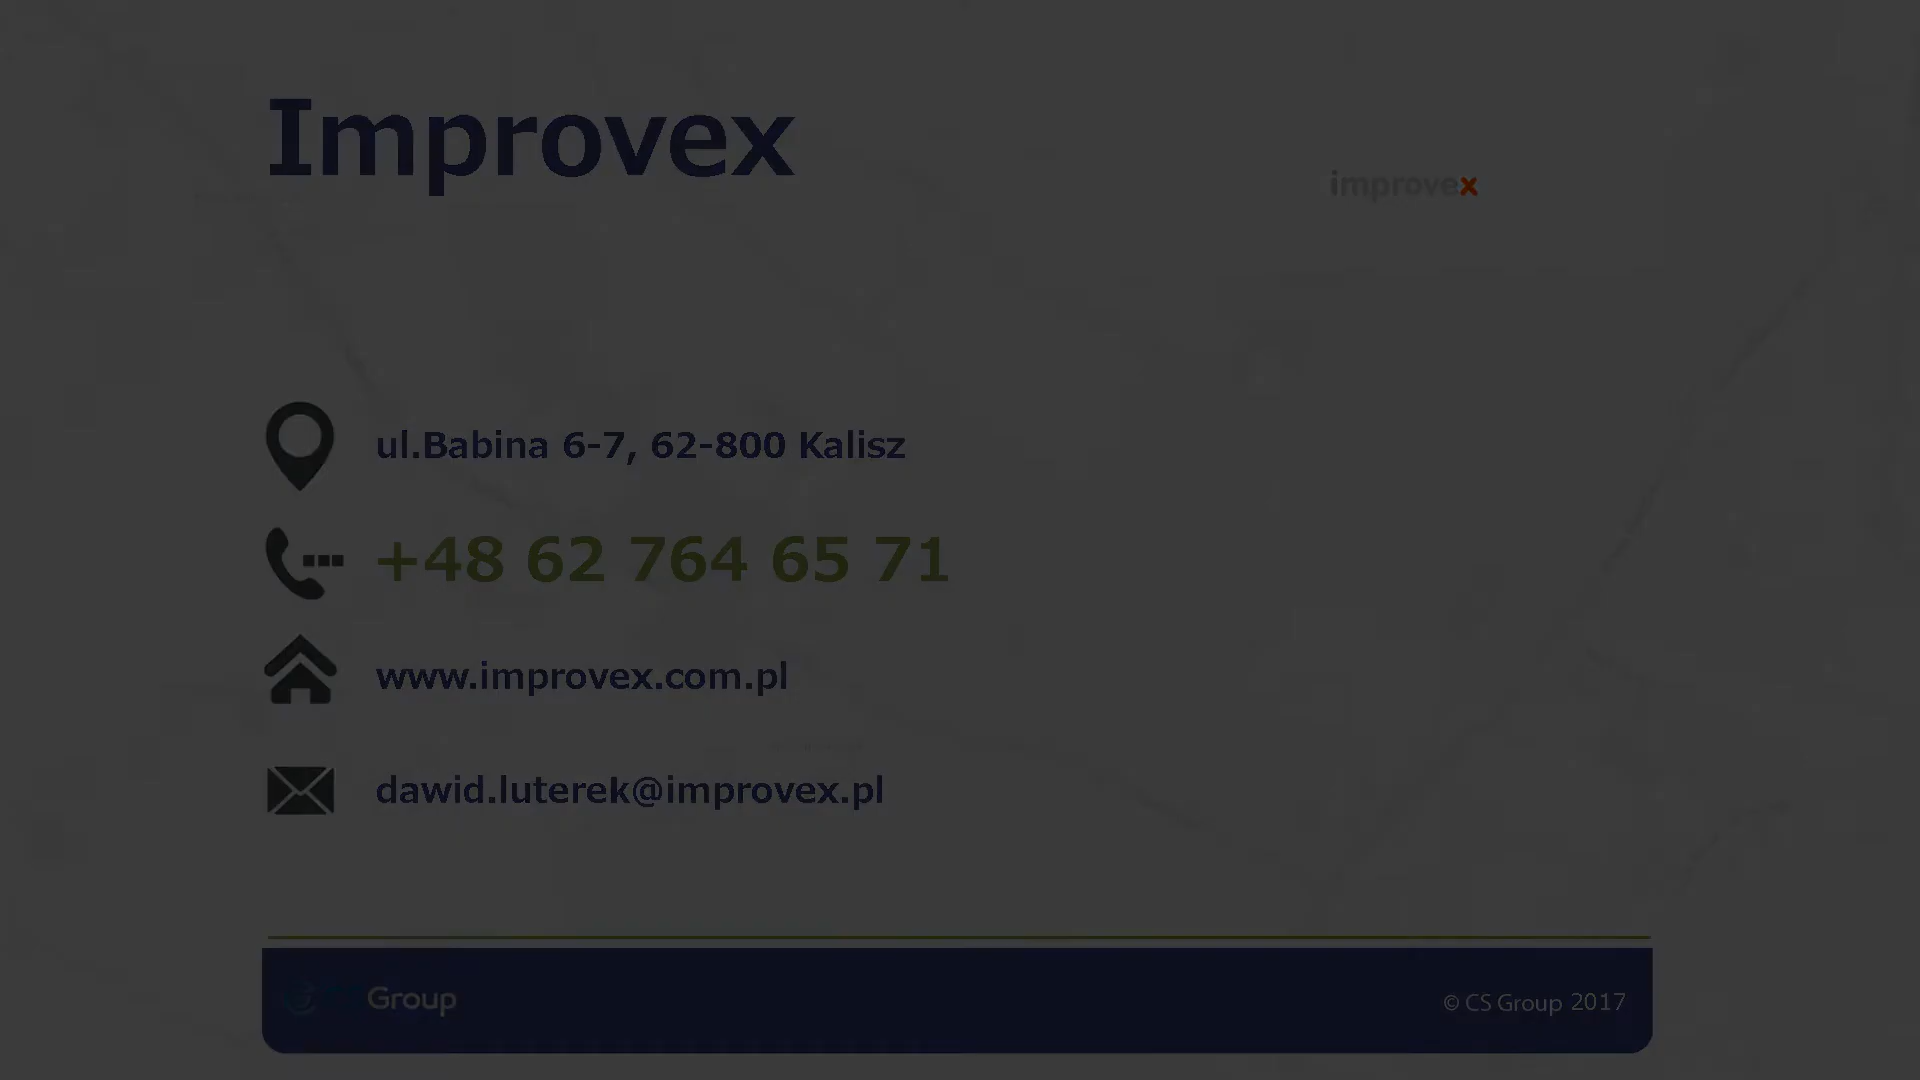 Improvex
improvex
ul.Babina 6-7, 62-800 Kalisz
+48 62 764 65 71
www.improvex.com.pl
dawid.luterek@improvex.pl
Group
© CS Group 2017